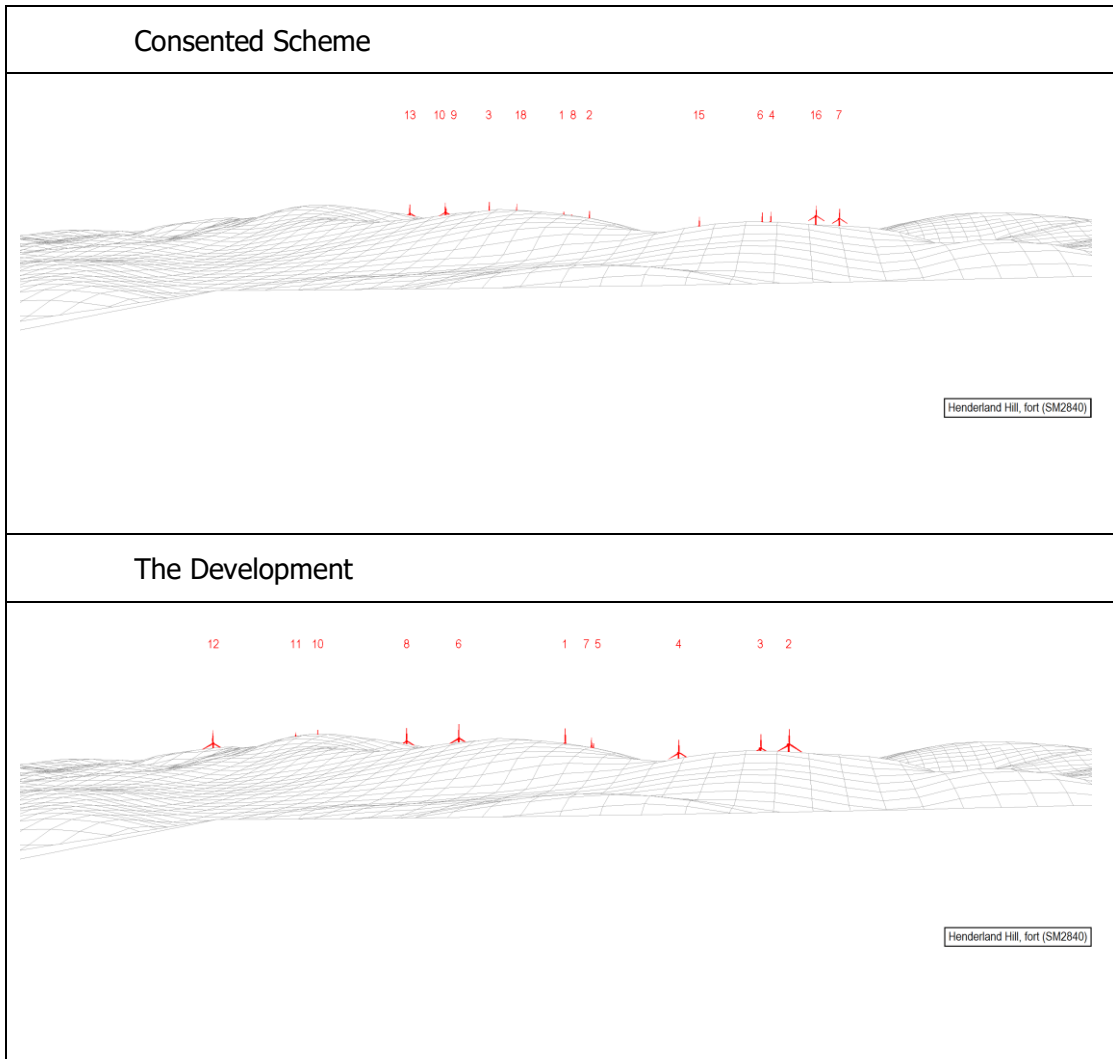 Consented Scheme
13 10 9 3 18 1 8 2 15 6 4 16 7
Henderland Hill, fort (SM2840)
The Development
12 11 10 8 6 1 7 5 4 3 2
Henderland Hill, fort (SM2840)